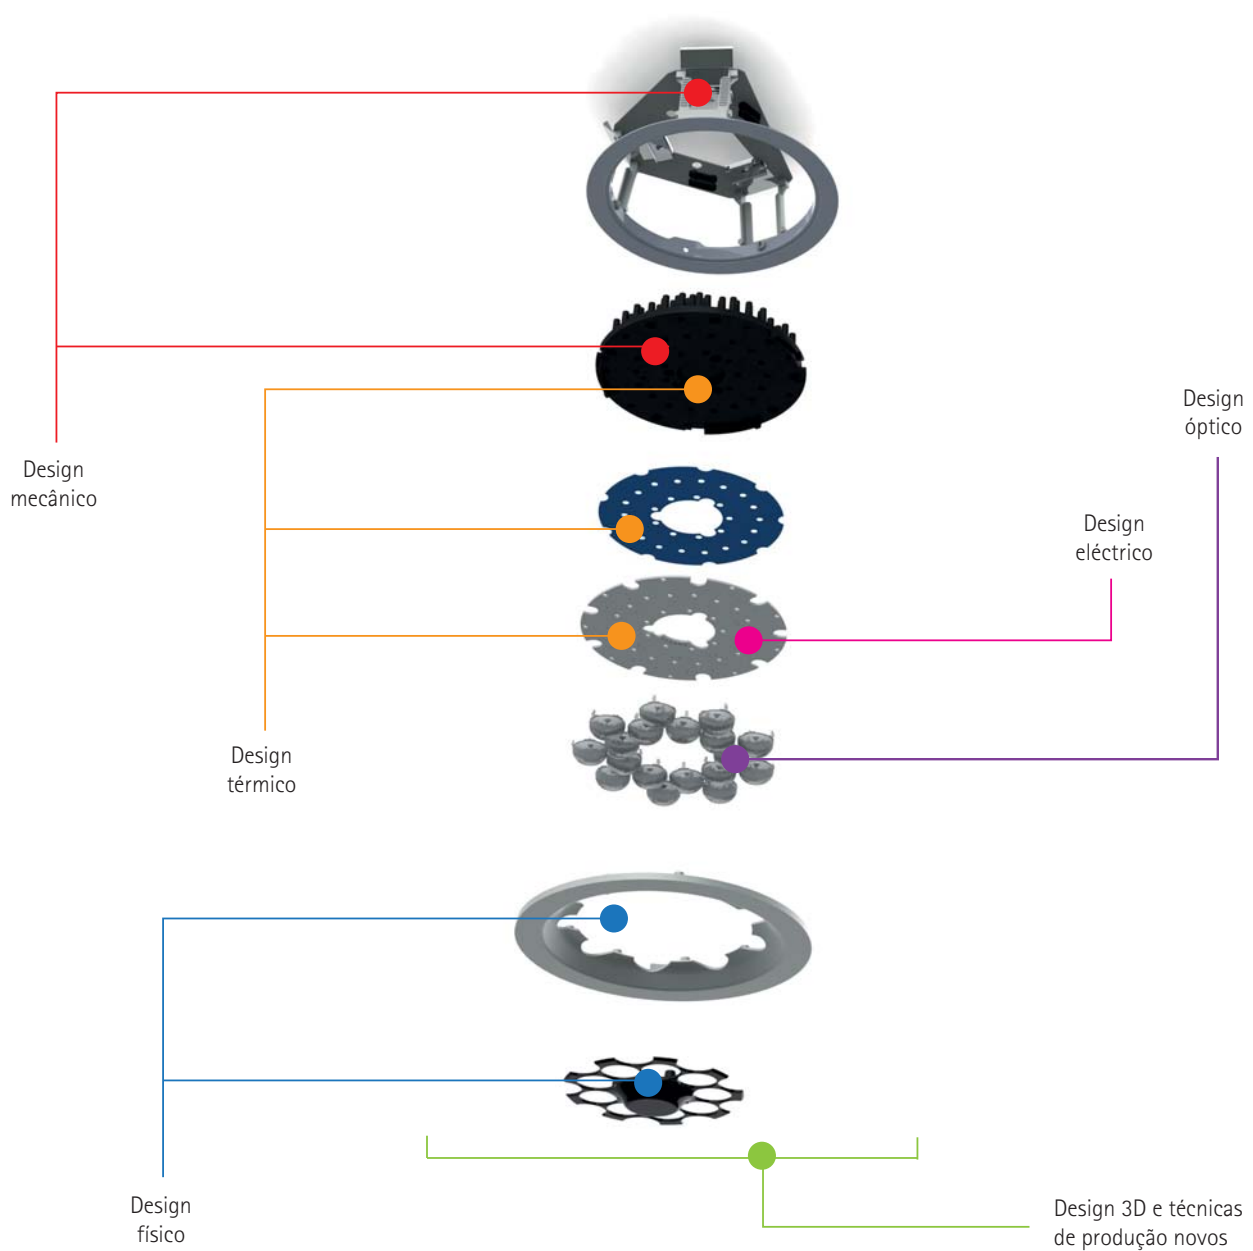 Design
óptico
Design
mecânico
Design
eléctrico
Design
térmico
Design
físico
Design 3D e técnicas
de produção novos